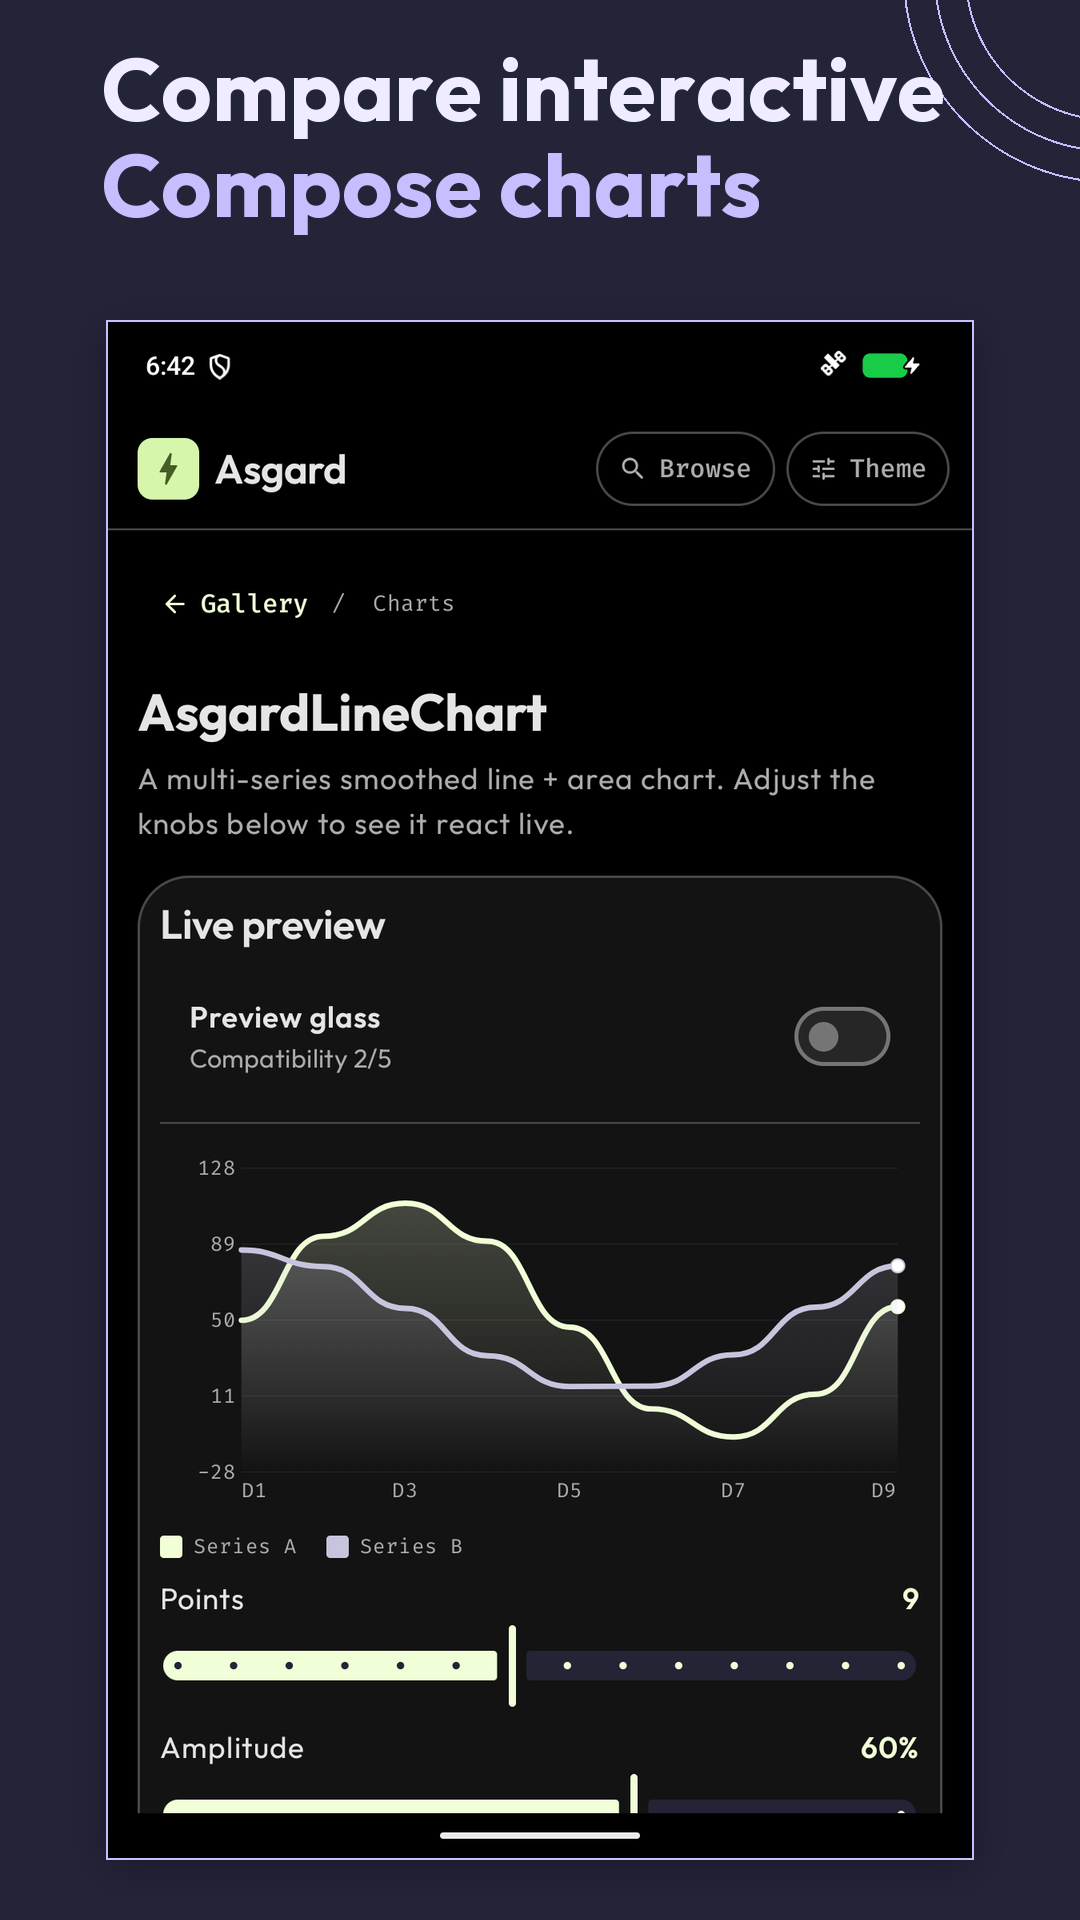 Compare interactive
Compose charts
6:42
Asgard
Browse
Theme
Gallery / Charts
AsgardLineChart
A multi-series smoothed line + area chart. Adjust the
knobs below to see it react live.
Live preview
Preview glass
Compatibility 2/5
128
89
50
11
-28
D1 D3 D5 D7 D9
Series A Series B
Points 9
Amplitude 60%